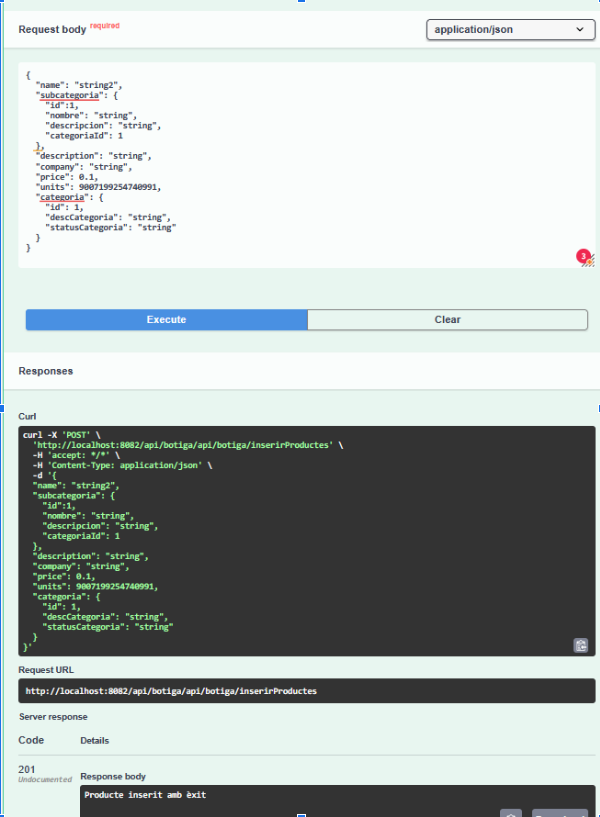 Request body required
application/json
{
  "name": "string2",
  "subcategoria": {
    "id":1,
    "nombre": "string",
    "descripcion": "string",
    "categoriaId": 1
  },
  "description": "string",
  "company": "string",
  "price": 0.1,
  "units": 9007199254740991,
  "categoria": {
    "id": 1,
    "descCategoria": "string",
    "statusCategoria": "string"
  }
}
3
Execute
Clear
Responses
Curl
curl -X 'POST' \
  'http://localhost:8082/api/botiga/api/botiga/inserirProductes' \
  -H 'accept: */*' \
  -H 'Content-Type: application/json' \
  -d '{
  "name": "string2",
  "subcategoria": {
    "id":1,
    "nombre": "string",
    "descripcion": "string",
    "categoriaId": 1
  },
  "description": "string",
  "company": "string",
  "price": 0.1,
  "units": 9007199254740991,
  "categoria": {
    "id": 1,
    "descCategoria": "string",
    "statusCategoria": "string"
  }
}'
Request URL
http://localhost:8082/api/botiga/api/botiga/inserirProductes
Server response
Code Details
201
Undocumented
Response body
Producte inserit amb èxit